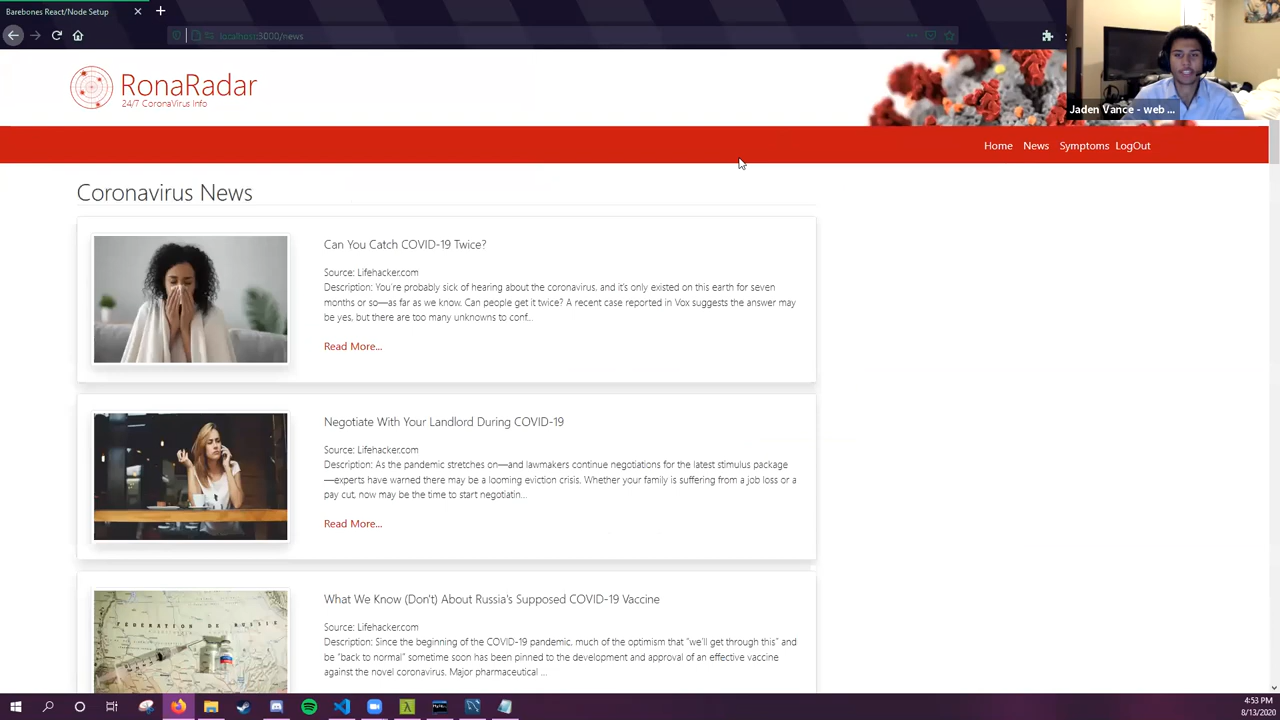 Barebones React/Node Setup
localhost:3000/news
RonaRadar
24/7 CoronaVirus Info
Jaden Vance - web ...
Home News Symptoms LogOut
Coronavirus News
Can You Catch COVID-19 Twice?
Source: Lifehacker.com
Description: You're probably sick of hearing about the coronavirus, and it's only existed on this earth for seven
months or so—as far as we know. Can people get it twice? A recent case reported in Vox suggests the answer may
be yes, but there are too many unknowns to conf...
Read More...
Negotiate With Your Landlord During COVID-19
Source: Lifehacker.com
Description: As the pandemic stretches on—and lawmakers continue negotiations for the latest stimulus package
—experts have warned there may be a looming eviction crisis. Whether your family is suffering from a job loss or a
pay cut, now may be the time to start negotiatin...
Read More...
What We Know (Don't) About Russia's Supposed COVID-19 Vaccine
Source: Lifehacker.com
Description: Since the beginning of the COVID-19 pandemic, much of the optimism that "we'll get through this" and
be "back to normal" sometime soon has been pinned to the development and approval of an effective vaccine
against the novel coronavirus. Major pharmaceutical ...
4:53 PM
8/13/2020